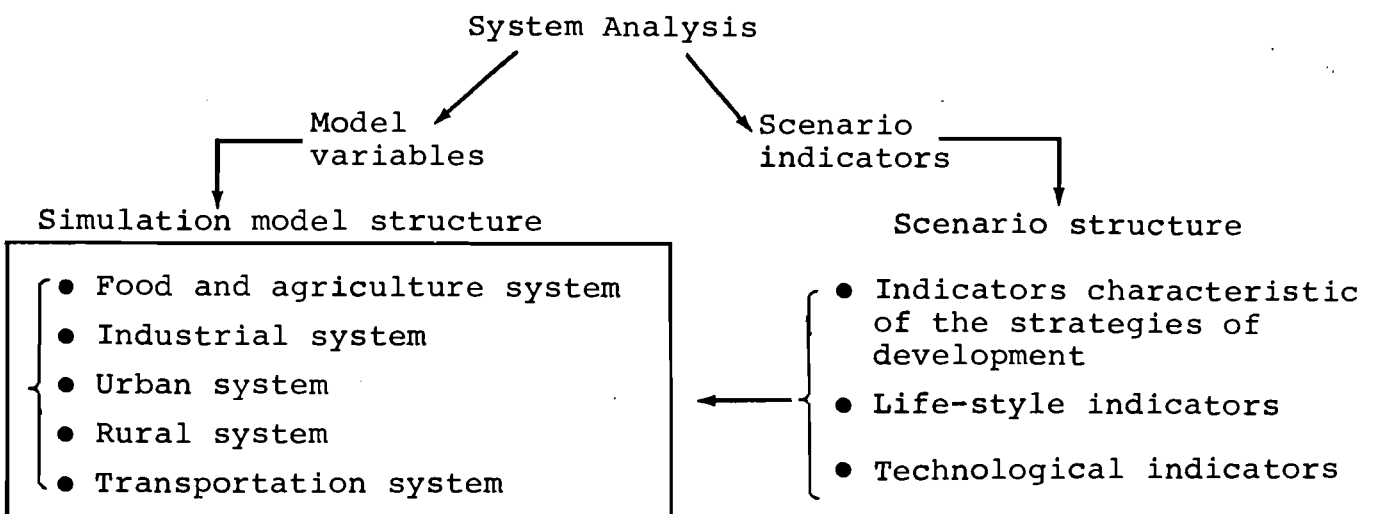 System Analysis
Model
variables
Scenario
indicators
Simulation model structure
● Food and agriculture system
● Industrial system
● Urban system
● Rural system
● Transportation system
Scenario structure
● Indicators characteristic
of the strategies of
development
● Life-style indicators
● Technological indicators